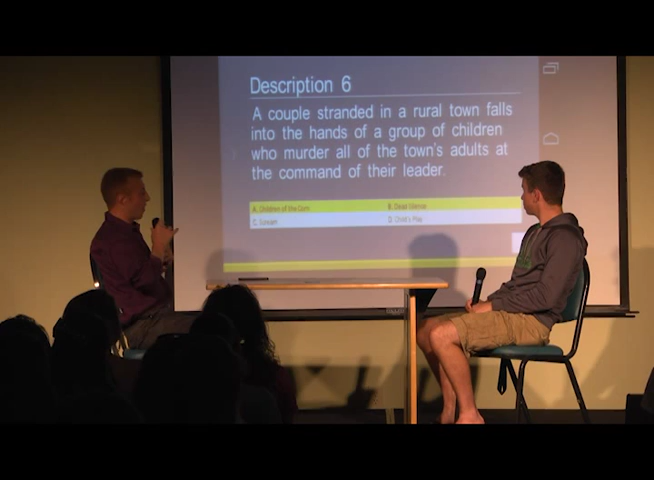 Description 6
A couple stranded in a rural town falls
into the hands of a group of children
who murder all of the town's adults at
the command of their leader.
A. Children of the Corn B. Dead Silence
C. Scream D. Child's Play